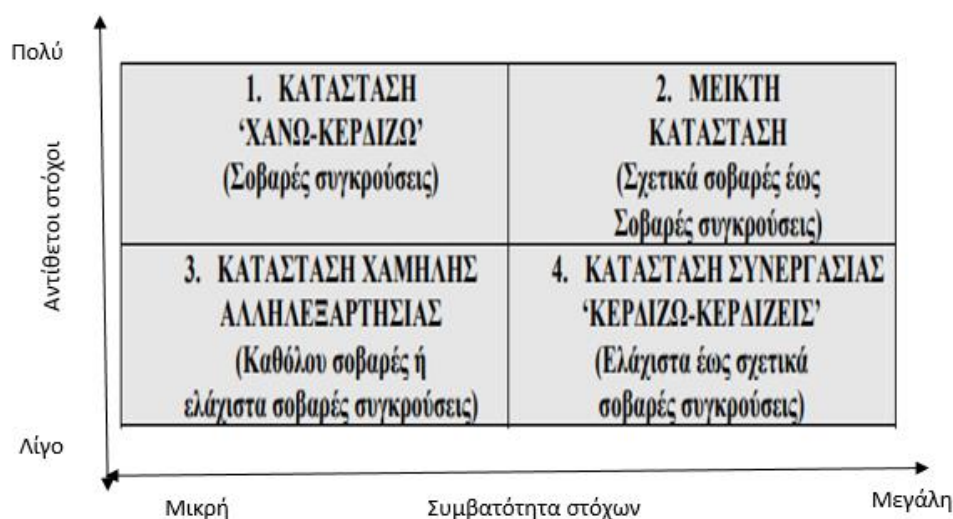 Πολύ
Αντίθετοι στόχοι
Λίγο
1. ΚΑΤΑΣΤΑΣΗ
‘ΧΑΝΩ-ΚΕΡΔΙΖΩ’
(Σοβαρές συγκρούσεις)
2. ΜΕΙΚΤΗ
ΚΑΤΑΣΤΑΣΗ
(Σχετικά σοβαρές έως
Σοβαρές συγκρούσεις)
3. ΚΑΤΑΣΤΑΣΗ ΧΑΜΗΛΗΣ
ΑΛΛΗΛΕΞΑΡΤΗΣΙΑΣ
(Καθόλου σοβαρές ή
ελάχιστα σοβαρές συγκρούσεις)
4. ΚΑΤΑΣΤΑΣΗ ΣΥΝΕΡΓΑΣΙΑΣ
‘ΚΕΡΔΙΖΩ-ΚΕΡΔΙΖΕΙΣ’
(Ελάχιστα έως σχετικά
σοβαρές συγκρούσεις)
Μικρή
Συμβατότητα στόχων
Μεγάλη